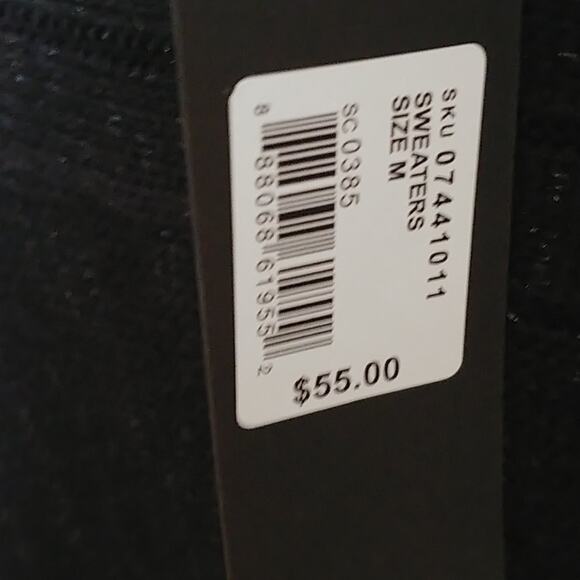 SKU 07441011
SWEATERS
SIZE M
SC0385
8 88068 61955 2
$55.00